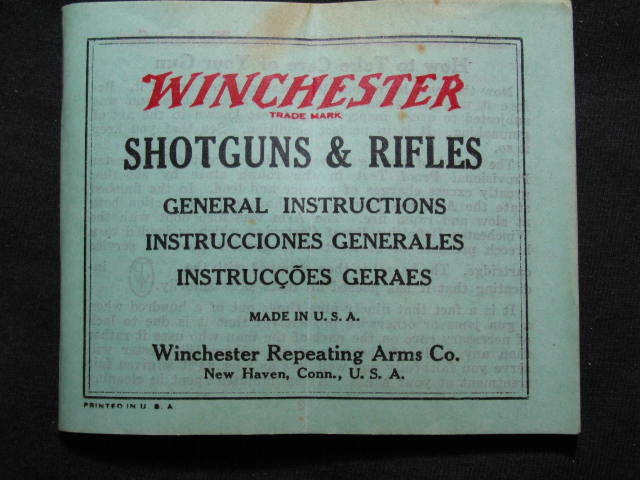 WINCHESTER
TRADE MARK
SHOTGUNS & RIFLES
GENERAL INSTRUCTIONS
INSTRUCCIONES GENERALES
INSTRUCÇÕES GERAES
MADE IN U. S. A.
Winchester Repeating Arms Co.
New Haven, Conn., U. S. A.
PRINTED IN U. S. A.